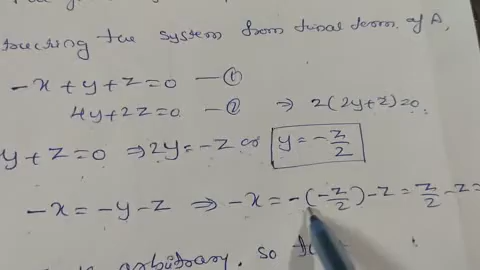 the system from final form of A,
-x + y + z = 0 — ①
4y + 2z = 0 — ② ⇒ 2(2y+z)=0
y + z = 0 ⇒ 2y = -z or y = -z/2
-x = -y - z ⇒ -x = -(-z/2) - z = z/2 - z =
arbitrary. so